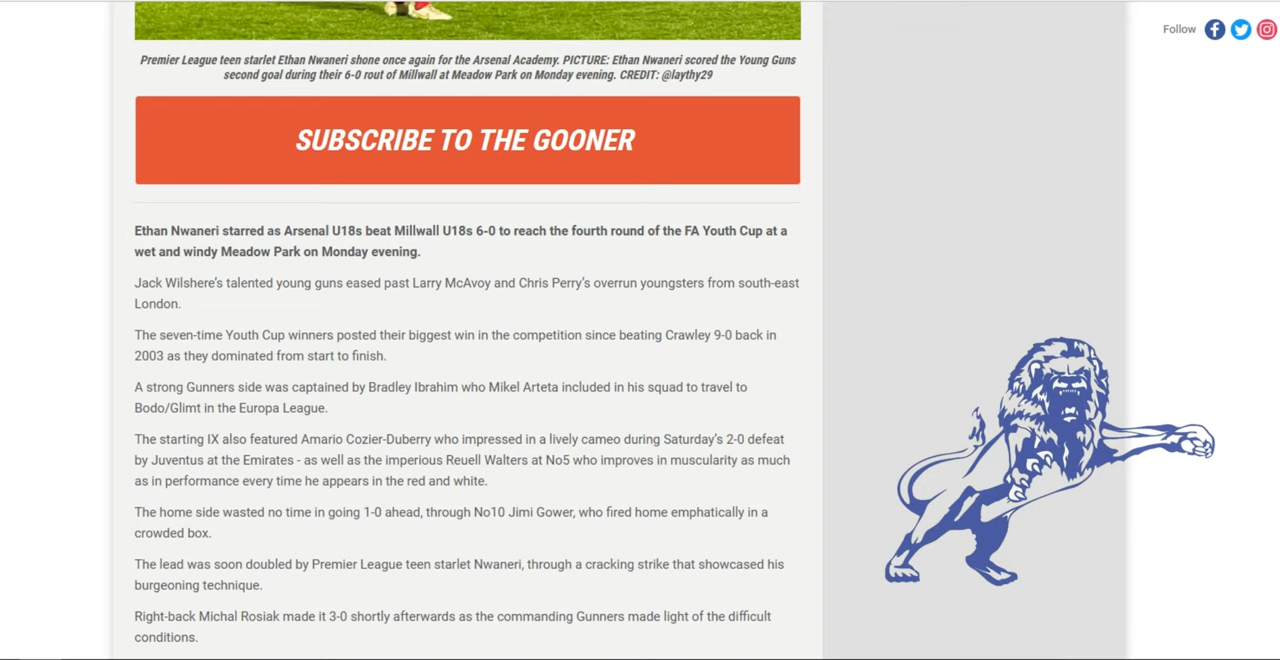 Follow
Premier League teen starlet Ethan Nwaneri shone once again for the Arsenal Academy. PICTURE: Ethan Nwaneri scored the Young Guns
second goal during their 6-0 rout of Millwall at Meadow Park on Monday evening. CREDIT: @laythy29
SUBSCRIBE TO THE GOONER
Ethan Nwaneri starred as Arsenal U18s beat Millwall U18s 6-0 to reach the fourth round of the FA Youth Cup at a
wet and windy Meadow Park on Monday evening.
Jack Wilshere’s talented young guns eased past Larry McAvoy and Chris Perry’s overrun youngsters from south-east
London.
The seven-time Youth Cup winners posted their biggest win in the competition since beating Crawley 9-0 back in
2003 as they dominated from start to finish.
A strong Gunners side was captained by Bradley Ibrahim who Mikel Arteta included in his squad to travel to
Bodo/Glimt in the Europa League.
The starting IX also featured Amario Cozier-Duberry who impressed in a lively cameo during Saturday’s 2-0 defeat
by Juventus at the Emirates - as well as the imperious Reuell Walters at No5 who improves in muscularity as much
as in performance every time he appears in the red and white.
The home side wasted no time in going 1-0 ahead, through No10 Jimi Gower, who fired home emphatically in a
crowded box.
The lead was soon doubled by Premier League teen starlet Nwaneri, through a cracking strike that showcased his
burgeoning technique.
Right-back Michal Rosiak made it 3-0 shortly afterwards as the commanding Gunners made light of the difficult
conditions.